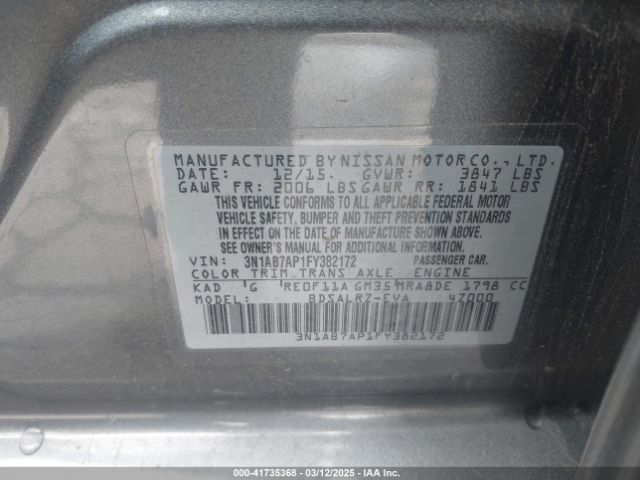 MANUFACTURED BY NISSAN MOTOR CO., LTD.
DATE: 12/15. GVWR: 3847 LBS
GAWR FR: 2006 LBS GAWR RR: 1841 LBS
THIS VEHICLE CONFORMS TO ALL APPLICABLE FEDERAL MOTOR
VEHICLE SAFETY, BUMPER AND THEFT PREVENTION STANDARDS
IN EFFECT ON THE DATE OF MANUFACTURE SHOWN ABOVE.
SEE OWNER'S MANUAL FOR ADDITIONAL INFORMATION.
VIN: 3N1AB7AP1FY382172 PASSENGER CAR.
COLOR TRIM TRANS AXLE ENGINE
KAD G RE0F11A GM35 MRA8DE 1798 CC
MODEL BDSALRZ-EVA 4Z000
3N1AB7AP1FY382172
000-41735368 - 03/12/2025 - IAA Inc.